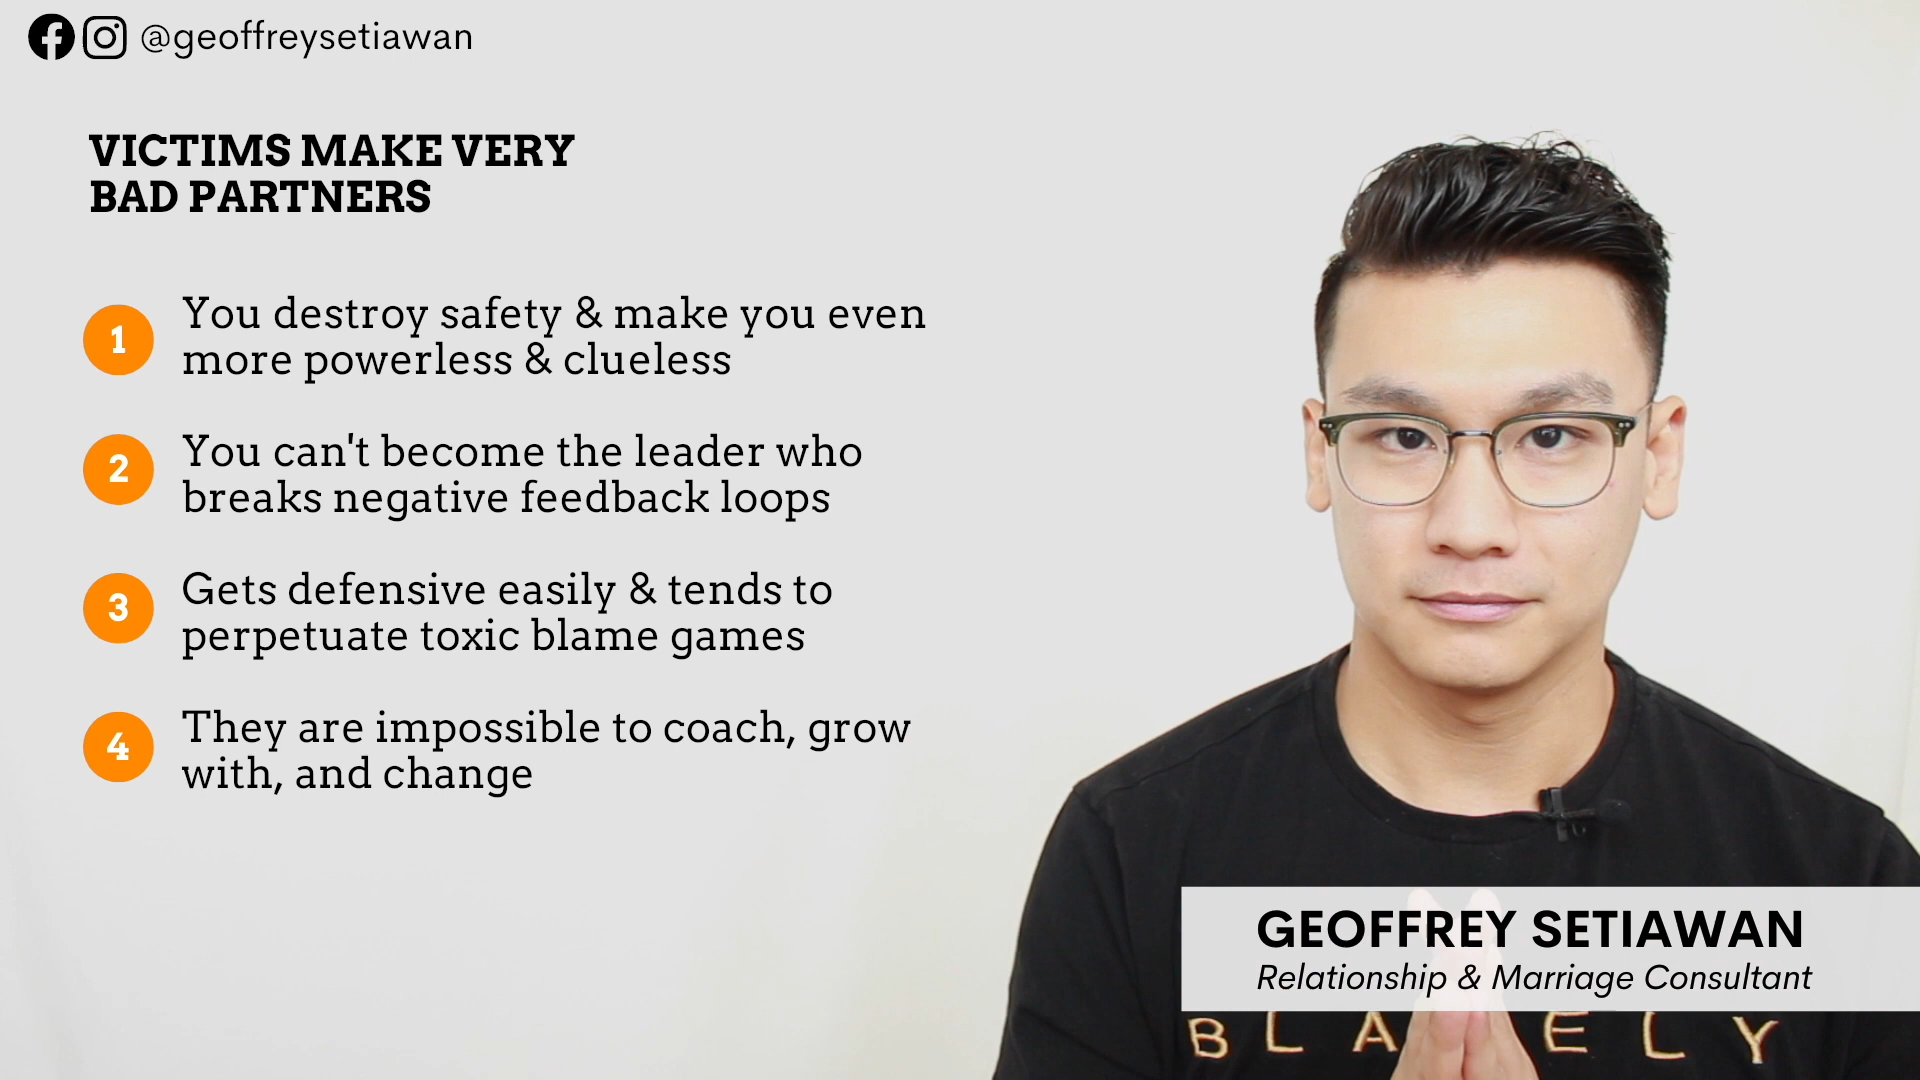 @geoffreysetiawan
VICTIMS MAKE VERY
BAD PARTNERS
1
You destroy safety & make you even
more powerless & clueless
2
You can't become the leader who
breaks negative feedback loops
3
Gets defensive easily & tends to
perpetuate toxic blame games
4
They are impossible to coach, grow
with, and change
GEOFFREY SETIAWAN
Relationship & Marriage Consultant